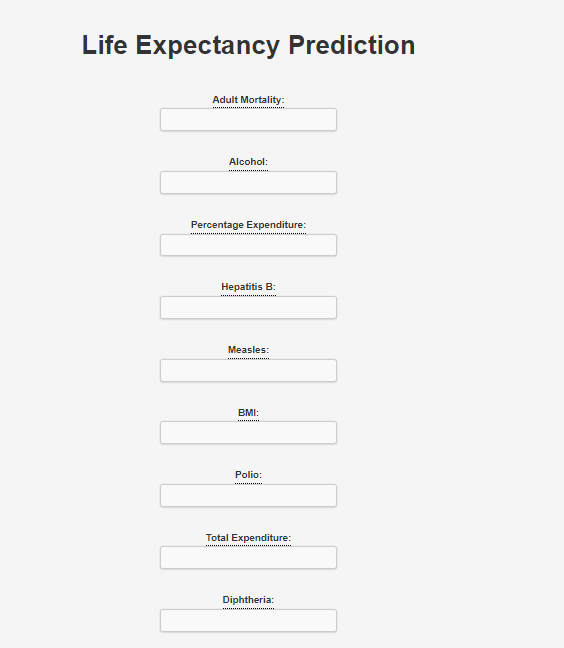 Life Expectancy Prediction
Adult Mortality:
Alcohol:
Percentage Expenditure:
Hepatitis B:
Measles:
BMI:
Polio:
Total Expenditure:
Diphtheria: